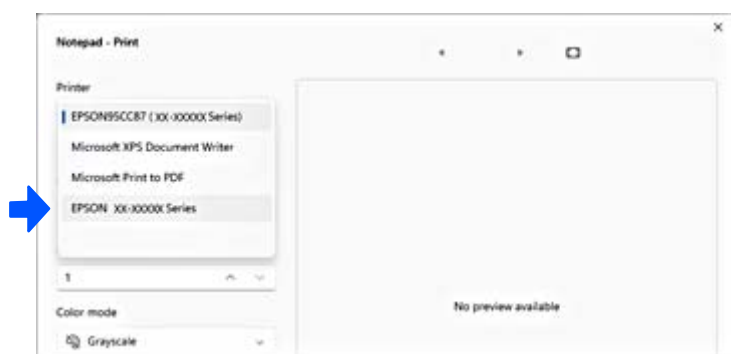 Notepad - Print
Printer
EPSON95CC87 ( XX-XXXXX Series)
Microsoft XPS Document Writer
Microsoft Print to PDF
EPSON XX-XXXXX Series
1
Color mode
Grayscale
No preview available